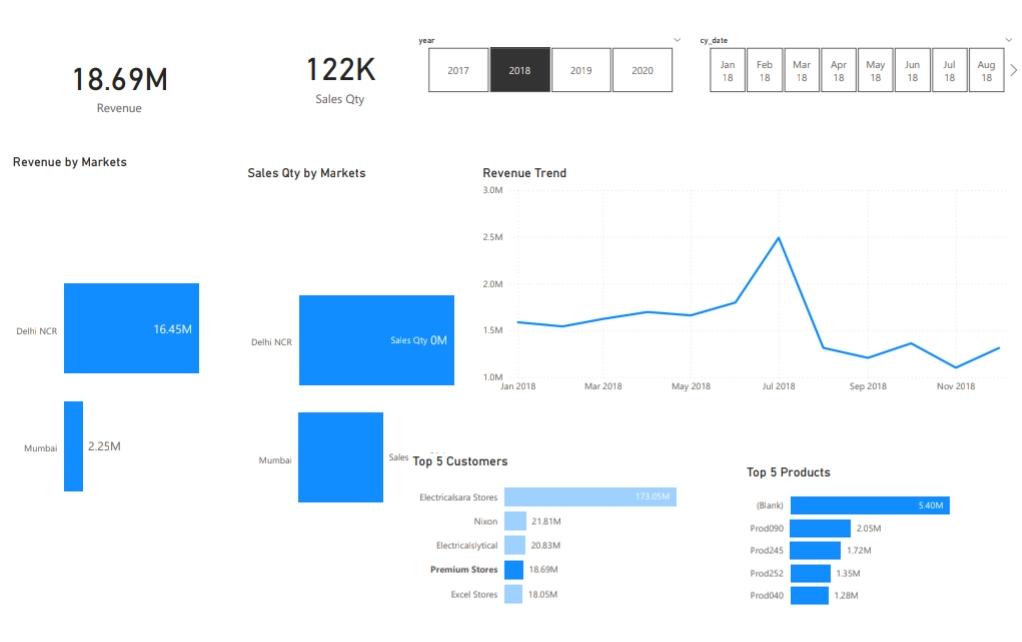 18.69M
Revenue
122K
Sales Qty
year
2017
2018
2019
2020
cy_date
Jan
18
Feb
18
Mar
18
Apr
18
May
18
Jun
18
Jul
18
Aug
18
Revenue by Markets
Delhi NCR
16.45M
Mumbai
2.25M
Sales Qty by Markets
Delhi NCR
Sales Qty 0M
Mumbai
Sales
Revenue Trend
3.0M
2.5M
2.0M
1.5M
1.0M
Jan 2018
Mar 2018
May 2018
Jul 2018
Sep 2018
Nov 2018
Top 5 Customers
Electricalsara Stores
173.05M
Nixon
21.81M
Electricalslytical
20.83M
Premium Stores
18.69M
Excel Stores
18.05M
Top 5 Products
(Blank)
5.40M
Prod090
2.05M
Prod245
1.72M
Prod252
1.35M
Prod040
1.28M